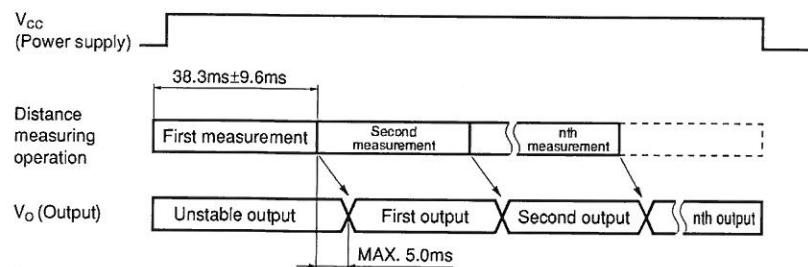 VCC
(Power supply)
38.3ms±9.6ms
Distance
measuring
operation
First measurement
Second
measurement
nth
measurement
VO (Output)
Unstable output
First output
Second output
nth output
MAX. 5.0ms